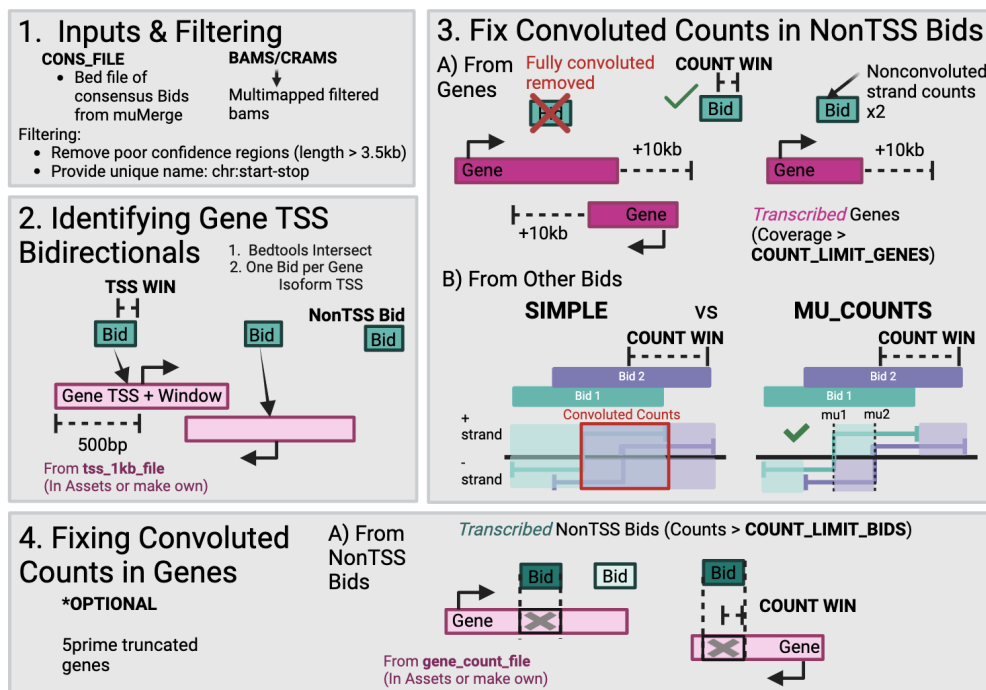 1. Inputs & Filtering
CONS_FILE
• Bed file of
consensus Bids
from muMerge
BAMS/CRAMS
Multimapped filtered
bams
Filtering:
• Remove poor confidence regions (length > 3.5kb)
• Provide unique name: chr:start-stop
2. Identifying Gene TSS
Bidirectionals
1. Bedtools Intersect
2. One Bid per Gene
Isoform TSS
TSS WIN
Bid
Bid
NonTSS Bid
Bid
Gene TSS + Window
500bp
From tss_1kb_file
(In Assets or make own)
3. Fix Convoluted Counts in NonTSS Bids
A) From
Genes
Fully convoluted
removed
Bid
COUNT WIN
Bid
Bid
Nonconvoluted
strand counts
x2
Gene
+10kb
Gene
+10kb
Gene
+10kb
Transcribed Genes
(Coverage >
COUNT_LIMIT_GENES)
B) From Other Bids
SIMPLE
VS
MU_COUNTS
COUNT WIN
Bid 2
Bid 1
Convoluted Counts
+
strand
-
strand
COUNT WIN
Bid 2
Bid 1
mu1
mu2
4. Fixing Convoluted
Counts in Genes
*OPTIONAL
5prime truncated
genes
A) From
NonTSS
Bids
Transcribed NonTSS Bids (Counts > COUNT_LIMIT_BIDS)
Bid
Bid
Gene
From gene_count_file
(In Assets or make own)
Bid
COUNT WIN
Gene